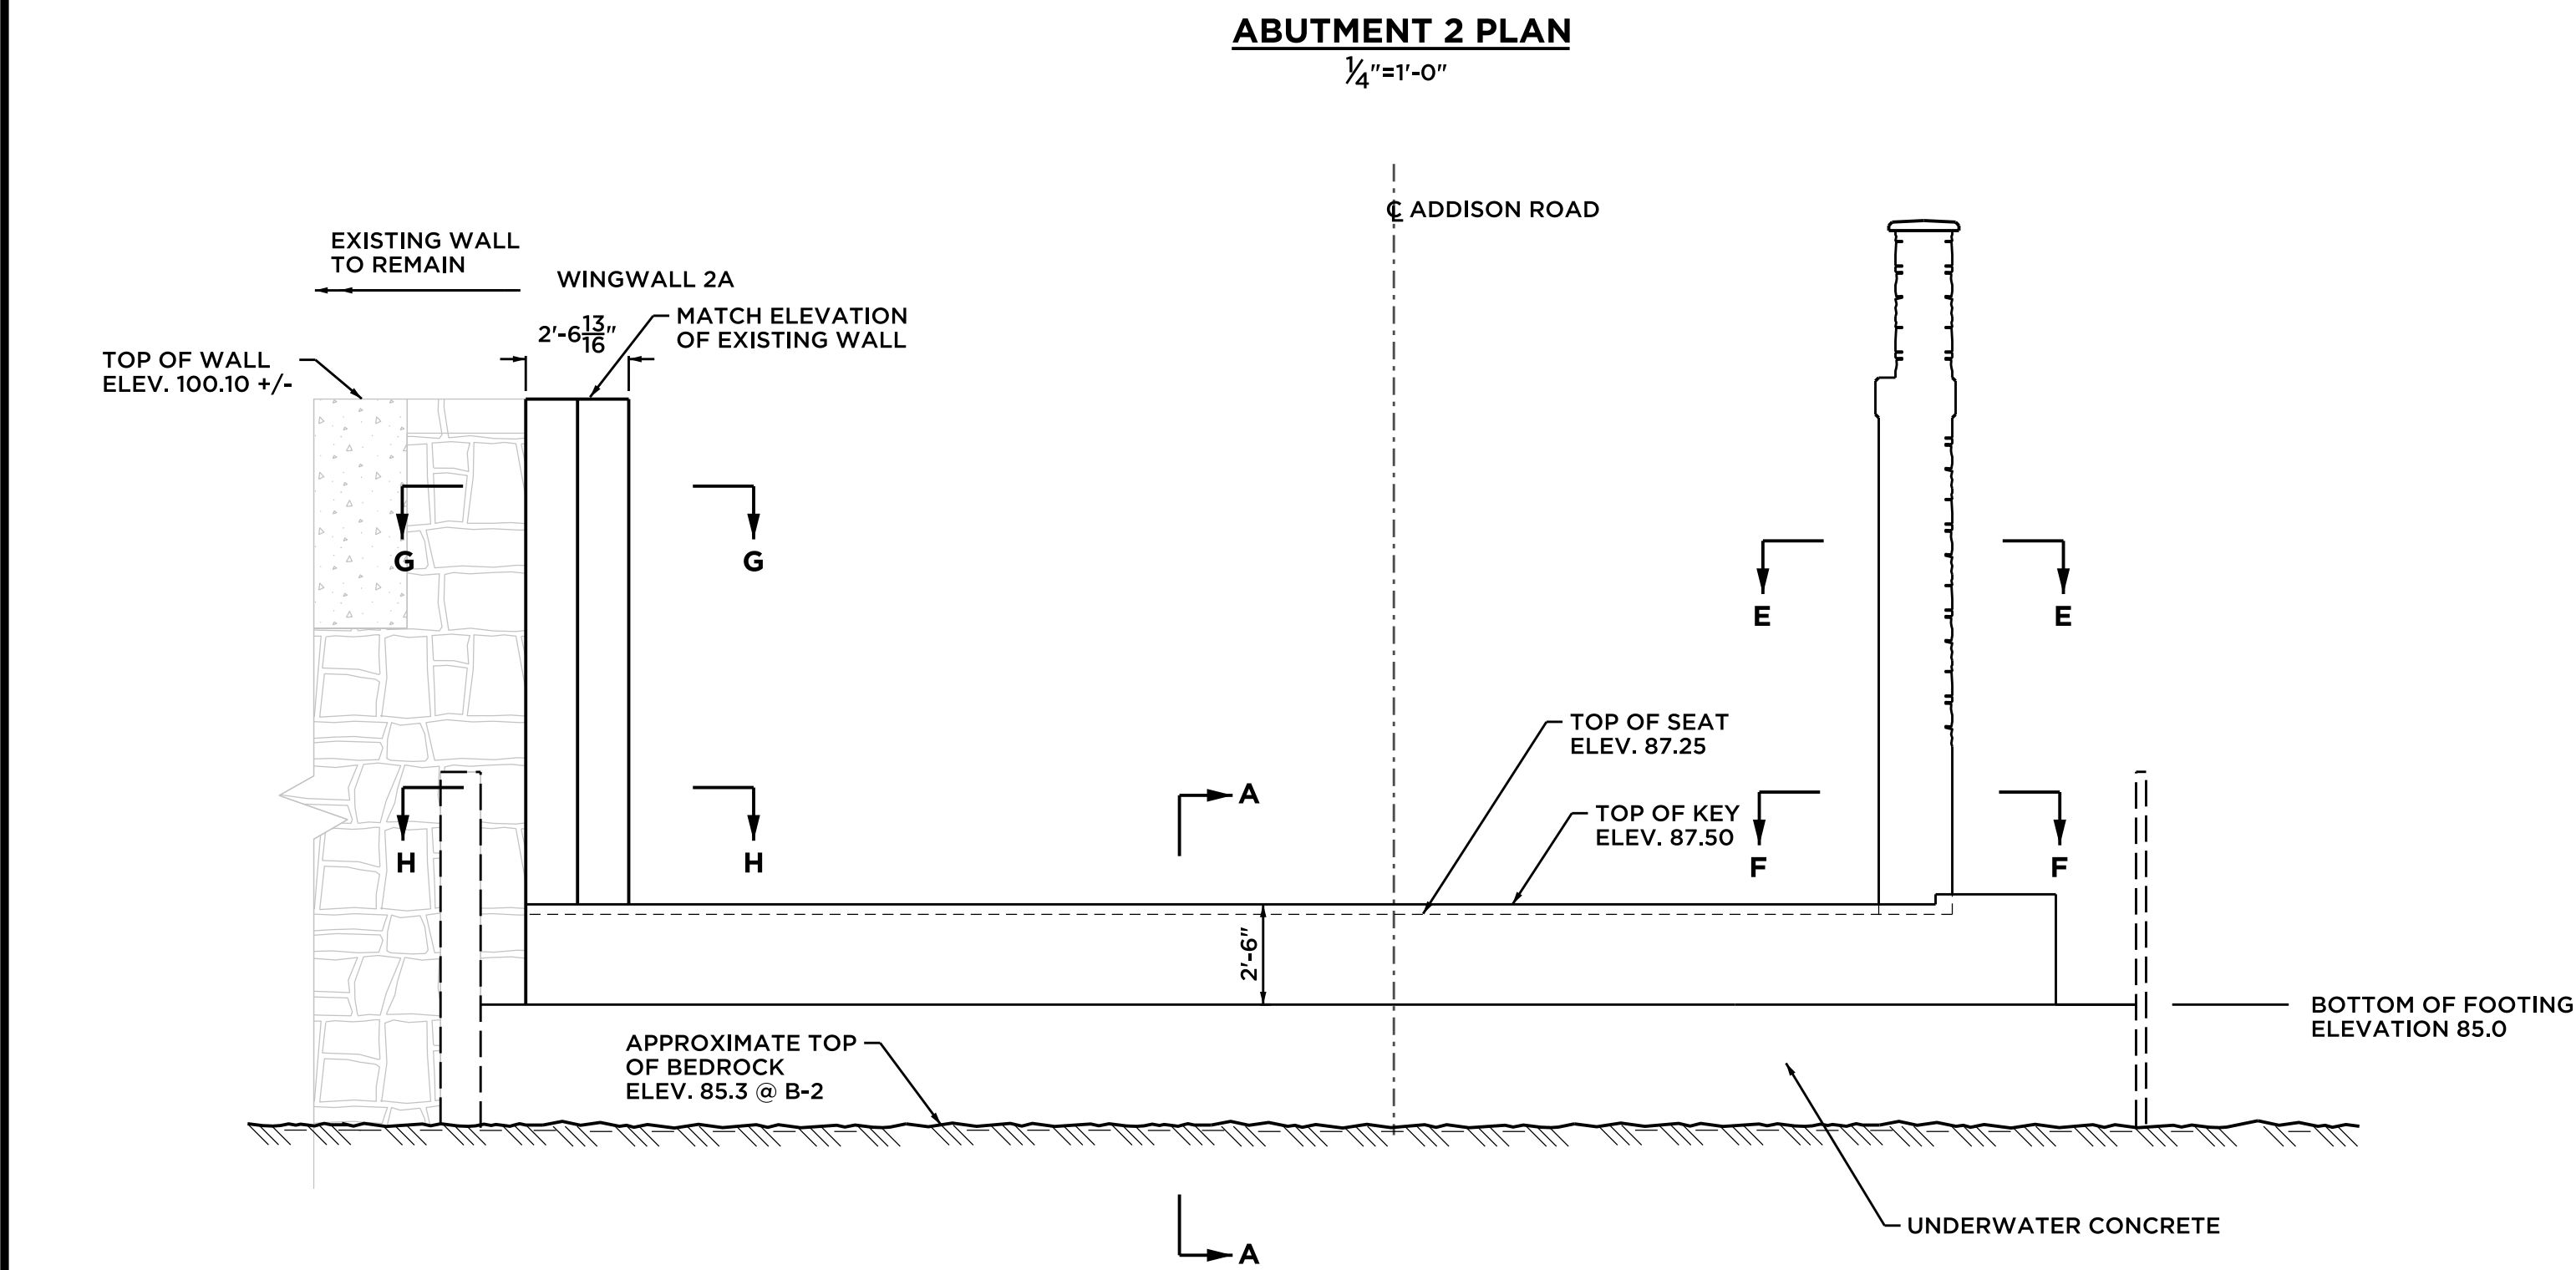 ABUTMENT 2 PLAN
1/4"=1'-0"
℄ ADDISON ROAD
EXISTING WALL
TO REMAIN
WINGWALL 2A
2'-6 13/16"
MATCH ELEVATION
OF EXISTING WALL
TOP OF WALL
ELEV. 100.10 +/-
G
G
E
E
TOP OF SEAT
ELEV. 87.25
A
TOP OF KEY
ELEV. 87.50
H
H
F
F
2'-6"
BOTTOM OF FOOTING
ELEVATION 85.0
APPROXIMATE TOP
OF BEDROCK
ELEV. 85.3 @ B-2
UNDERWATER CONCRETE
A